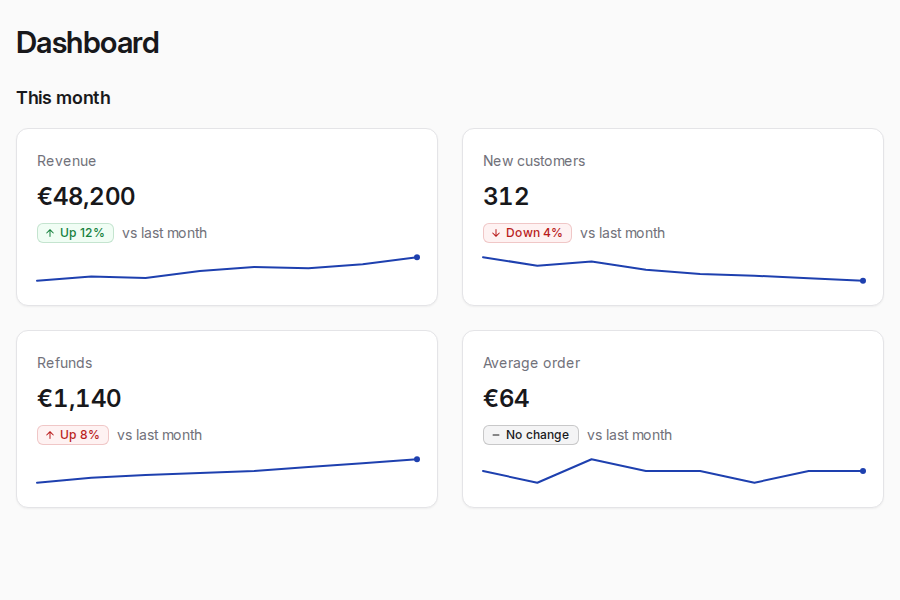 Dashboard
This month
Revenue
€48,200
↑ Up 12% vs last month
New customers
312
↓ Down 4% vs last month
Refunds
€1,140
↑ Up 8% vs last month
Average order
€64
– No change vs last month